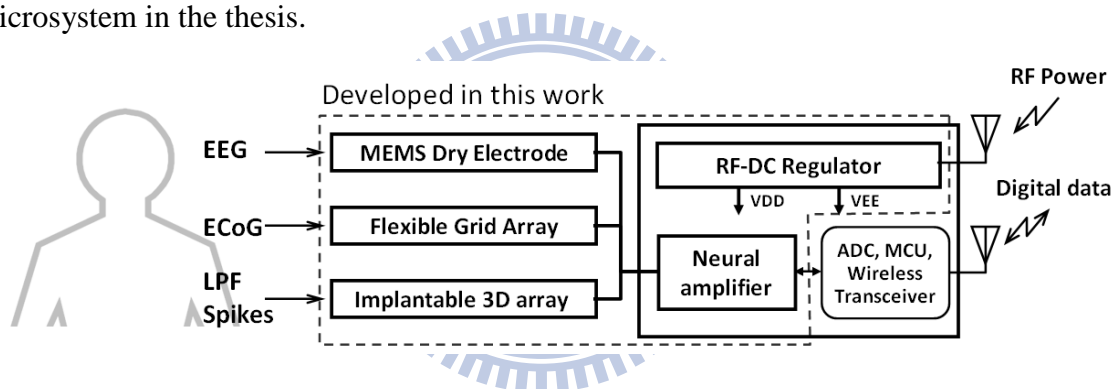 icrosystem in the thesis.
RF Power
Developed in this work
EEG
MEMS Dry Electrode
RF-DC Regulator
Digital data
VDD
VEE
ECoG
Flexible Grid Array
Neural
amplifier
ADC, MCU,
Wireless
Transceiver
LPF
Spikes
Implantable 3D array